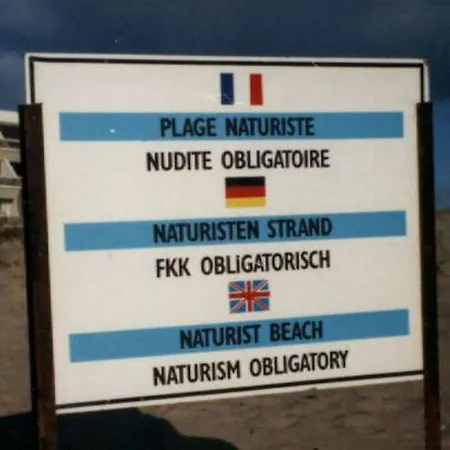 PLAGE NATURISTE
NUDITE OBLIGATOIRE
NATURISTEN STRAND
FKK OBLiGATORISCH
NATURIST BEACH
NATURISM OBLIGATORY